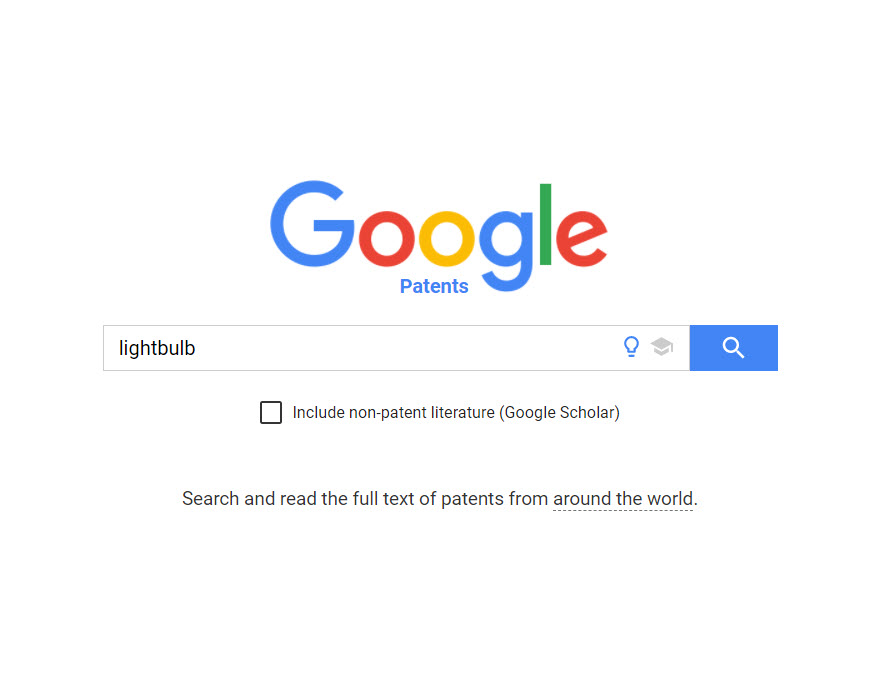 Google
Patents
lightbulb
Include non-patent literature (Google Scholar)
Search and read the full text of patents from around the world.